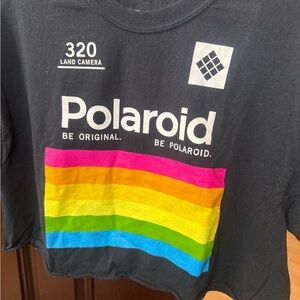 320
LAND CAMERA
Polaroid
BE ORIGINAL.
BE POLAROID.